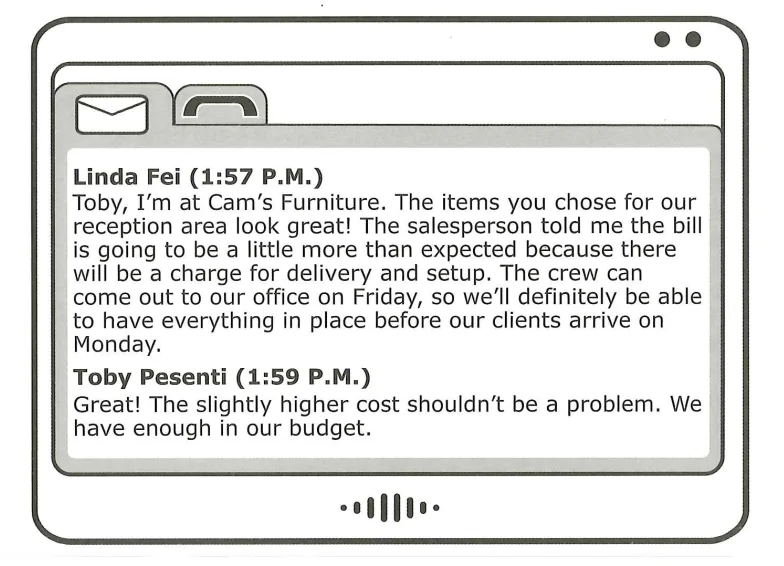 Linda Fei (1:57 P.M.)
Toby, I'm at Cam's Furniture. The items you chose for our
reception area look great! The salesperson told me the bill
is going to be a little more than expected because there
will be a charge for delivery and setup. The crew can
come out to our office on Friday, so we'll definitely be able
to have everything in place before our clients arrive on
Monday.
Toby Pesenti (1:59 P.M.)
Great! The slightly higher cost shouldn't be a problem. We
have enough in our budget.